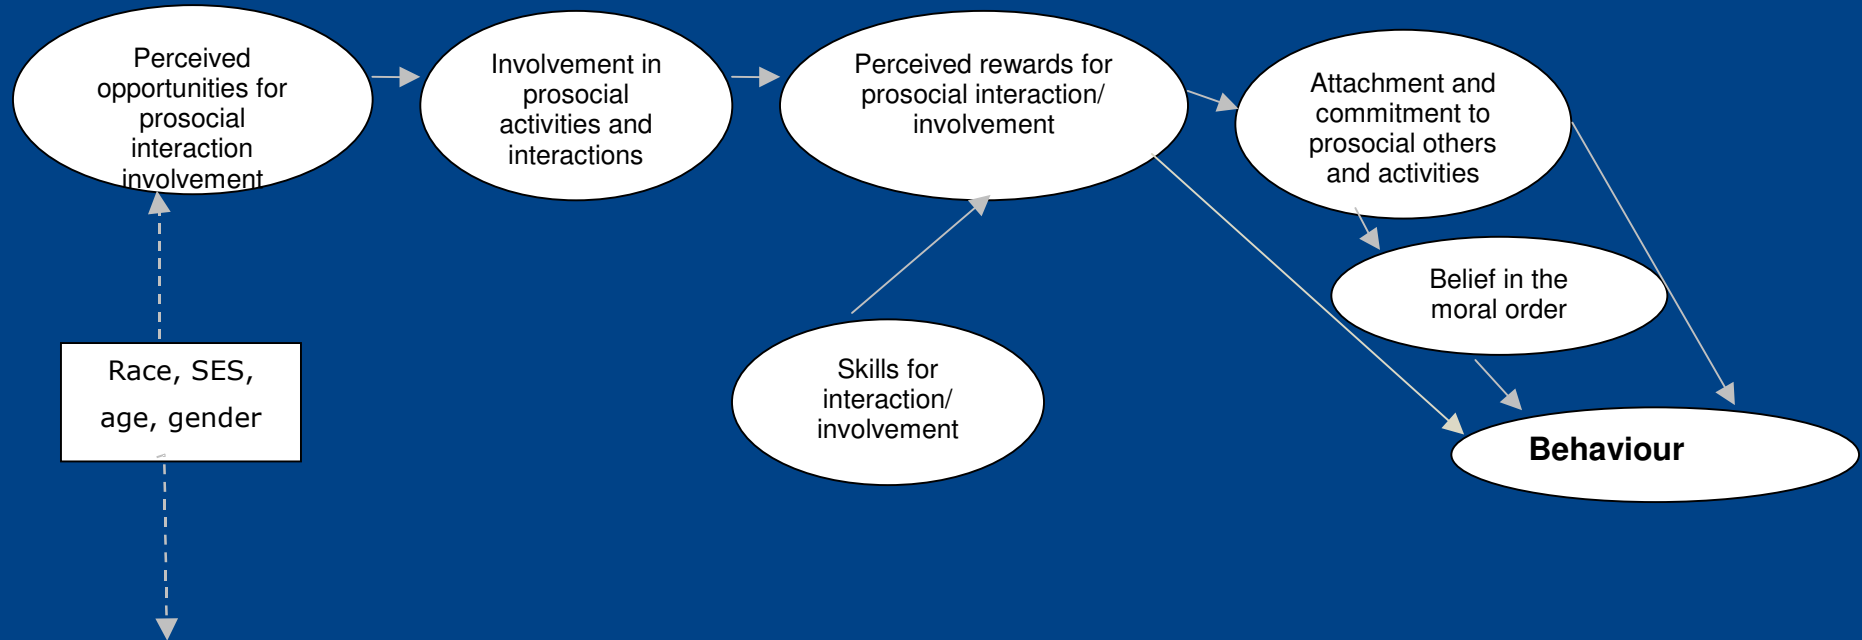 Perceived
opportunities for
prosocial
interaction
involvement
Involvement in
prosocial
activities and
interactions
Perceived rewards for
prosocial interaction/
involvement
Attachment and
commitment to
prosocial others
and activities
Belief in the
moral order
Race, SES,
age, gender
Skills for
interaction/
involvement
Behaviour